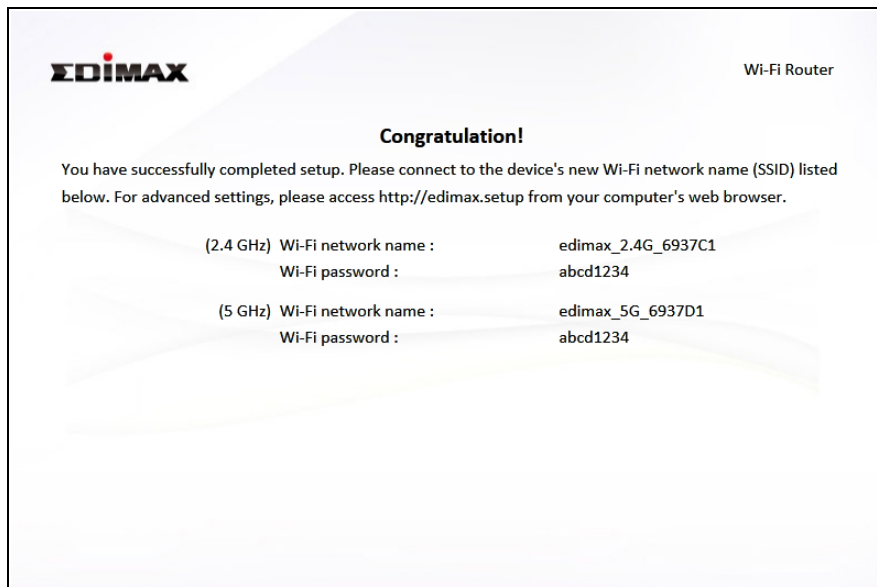 EDIMAX
Wi-Fi Router
Congratulation!
You have successfully completed setup. Please connect to the device's new Wi-Fi network name (SSID) listed
below. For advanced settings, please access http://edimax.setup from your computer's web browser.
(2.4 GHz) Wi-Fi network name : edimax_2.4G_6937C1
Wi-Fi password : abcd1234
(5 GHz) Wi-Fi network name : edimax_5G_6937D1
Wi-Fi password : abcd1234